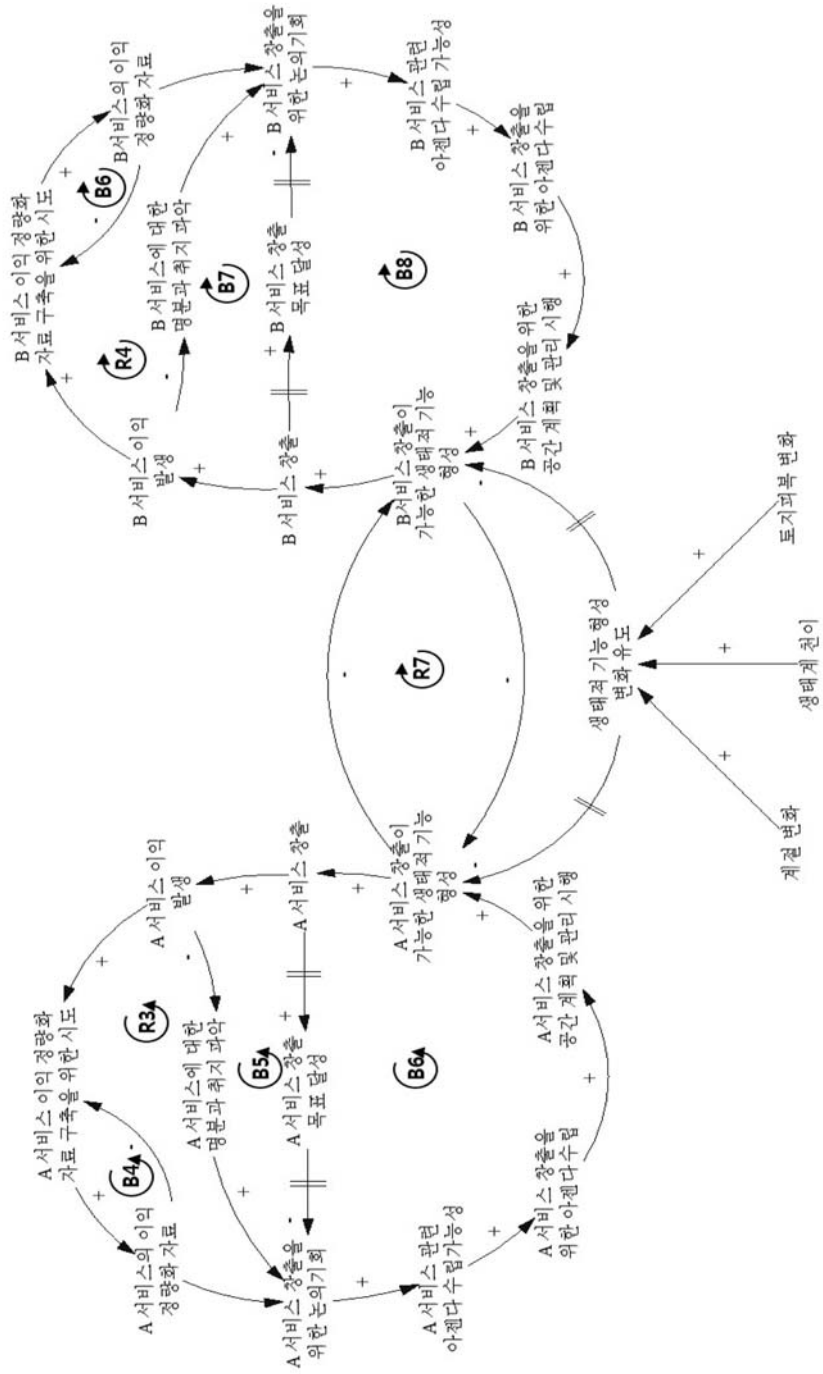 A 서비스 이익 정량화
자료 구축을 위한 시도
+
+
B4
-
R3
A 서비스의 이익
정량화 자료
A 서비스 이익
발생
-
+
A 서비스에 대한
명분과 취지 파악
+
B5
A 서비스 창출을
위한 논의기회
-
A 서비스 창출
목표 달성
+
A 서비스 창출
+
+
B6
A 서비스 관련
아젠다 수립가능성
+
A 서비스 창출이
가능한 생태적 기능
형성
-
+
A 서비스 창출을
위한 아젠다 수립
+
A서비스 창출을 위한
공간 계획 및 관리 시행
-
R7
-
B 서비스 이익 정량화
자료 구축을 위한 시도
+
+
B6
-
R4
B서비스의 이익
정량화 자료
B 서비스 이익
발생
-
+
B 서비스에 대한
명분과 취지 파악
+
B7
B 서비스 창출
+
B 서비스 창출
목표 달성
-
B 서비스 창출을
위한 논의기회
+
+
B8
B 서비스 관련
아젠다 수립 가능성
+
B서비스 창출이
가능한 생태적 기능
형성
-
+
B 서비스 창출을 위한
공간 계획 및 관리 시행
+
B 서비스 창출을
위한 아젠다 수립
생태적 기능 형성
변화 유도
+
+
+
계절 변화
생태계 천이
토지피복 변화